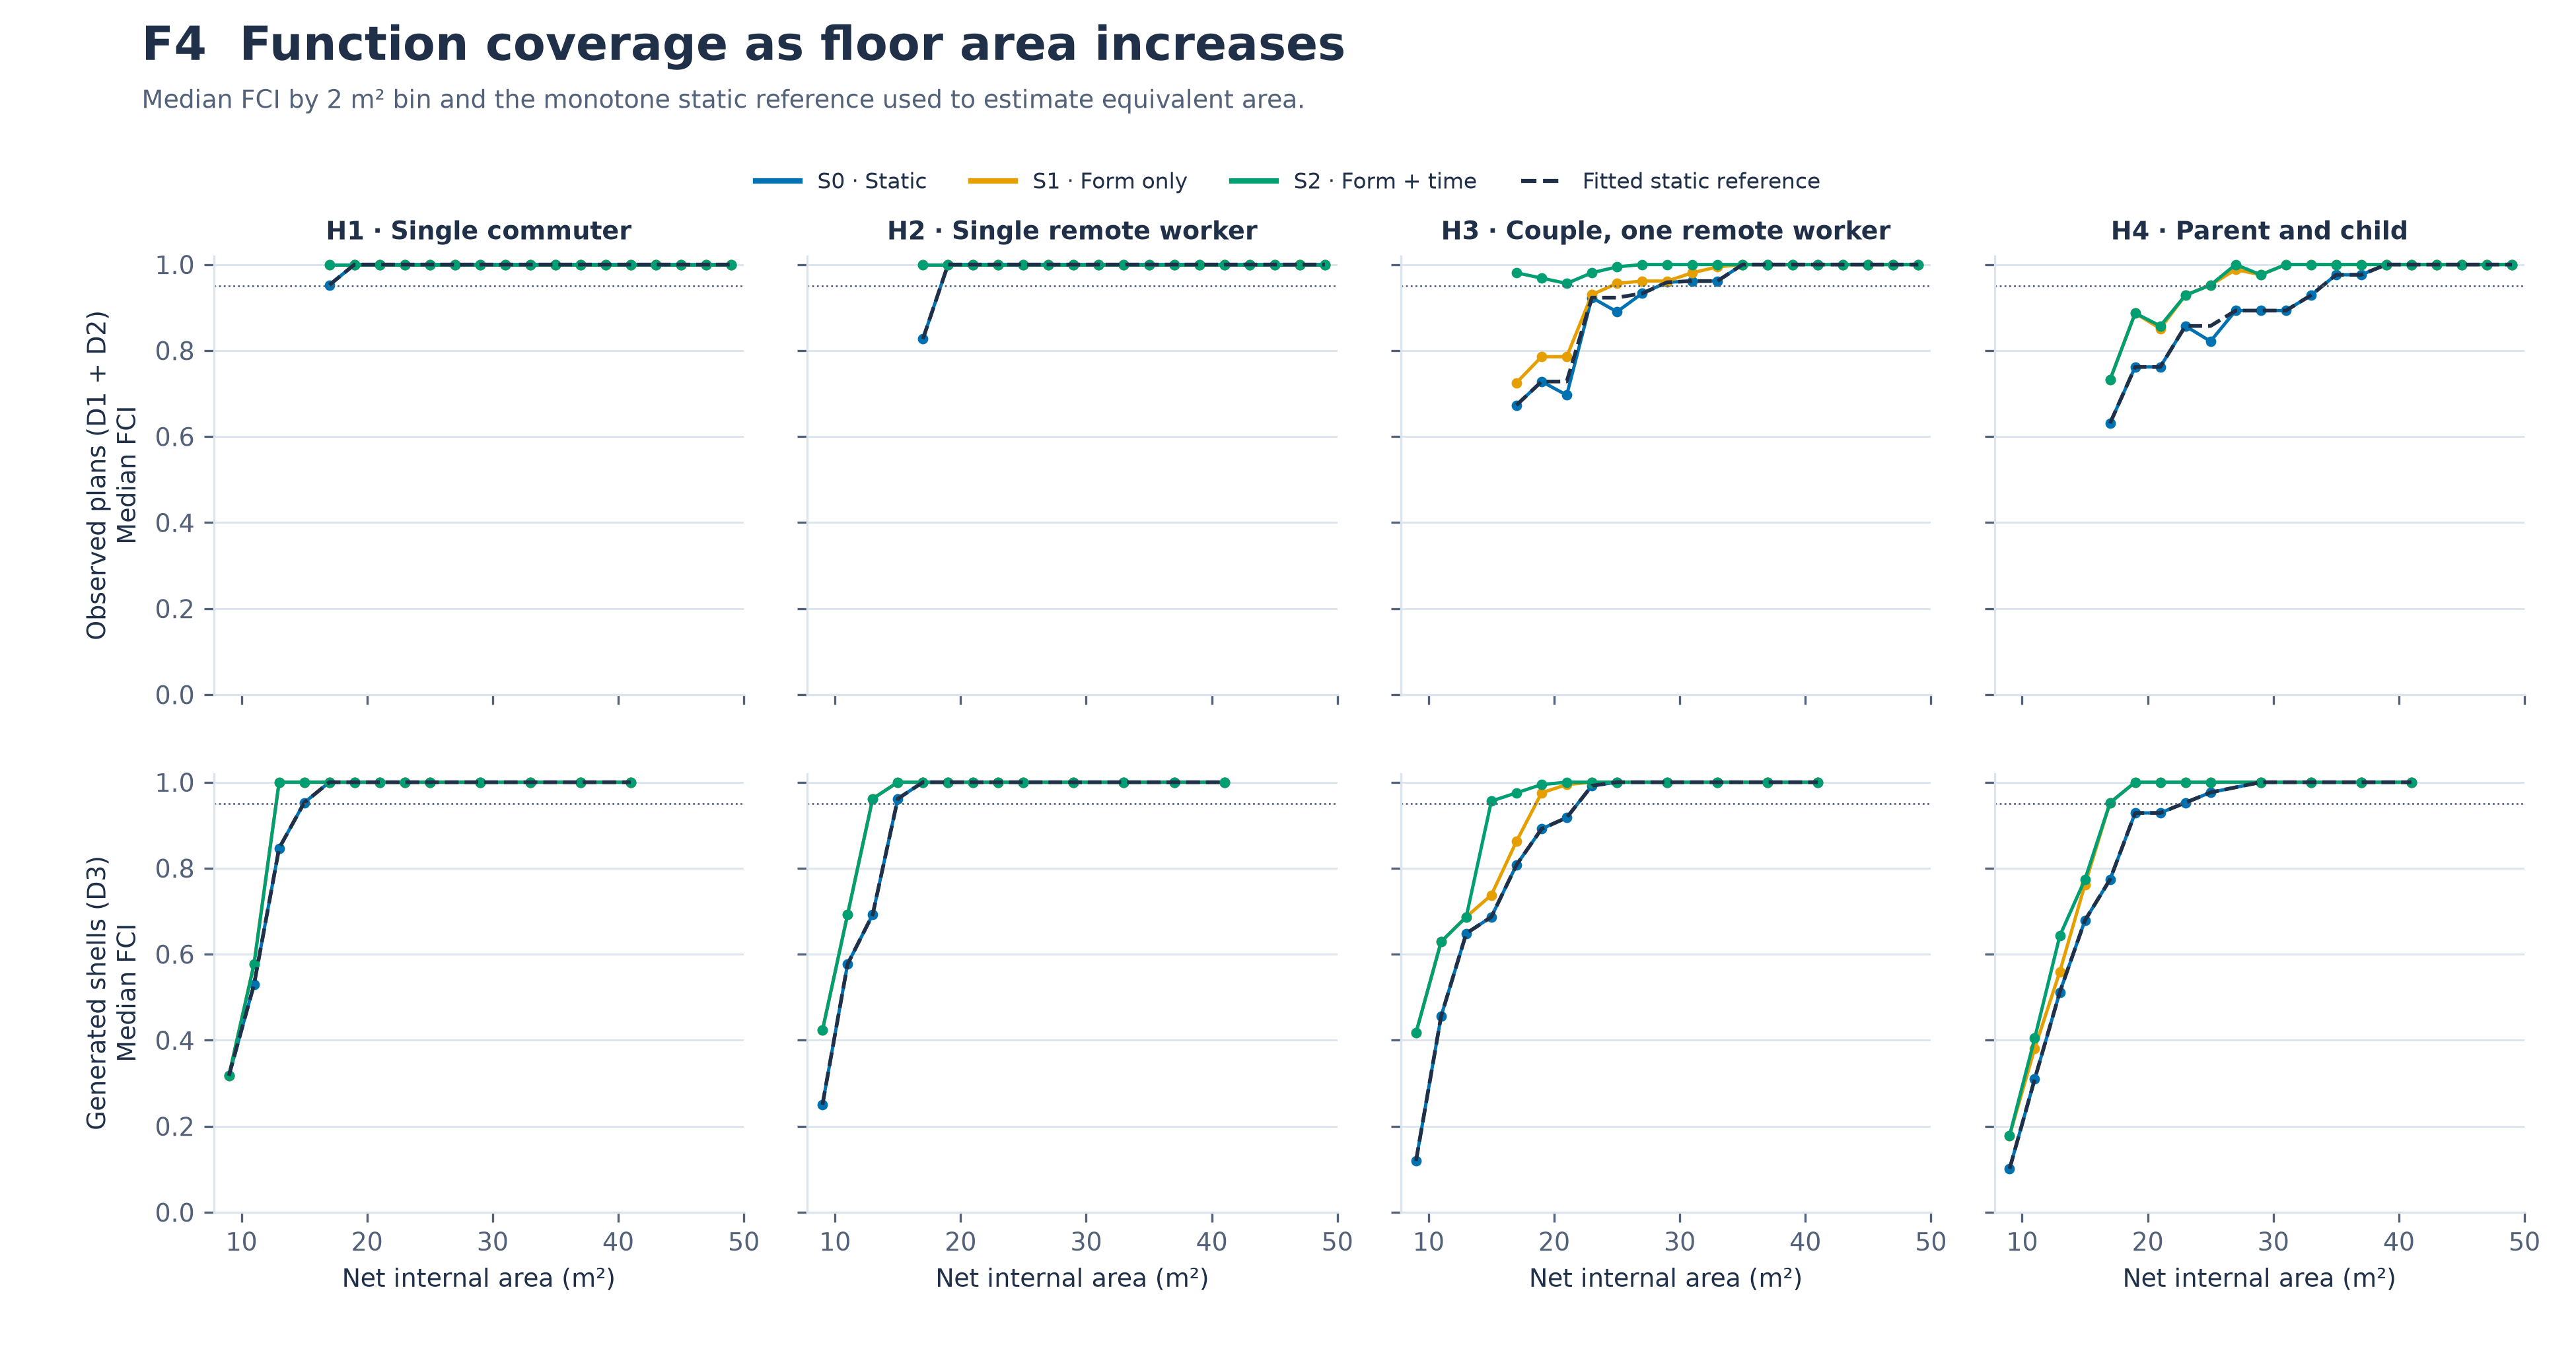 F4  Function coverage as floor area increases
Median FCI by 2 m² bin and the monotone static reference used to estimate equivalent area.
S0 · Static
S1 · Form only
S2 · Form + time
Fitted static reference
H1 · Single commuter
H2 · Single remote worker
H3 · Couple, one remote worker
H4 · Parent and child
Observed plans (D1 + D2)
Median FCI
1.0
0.8
0.6
0.4
0.2
0.0
Generated shells (D3)
Median FCI
1.0
0.8
0.6
0.4
0.2
0.0
10 20 30 40 50
10 20 30 40 50
10 20 30 40 50
10 20 30 40 50
Net internal area (m²)
Net internal area (m²)
Net internal area (m²)
Net internal area (m²)